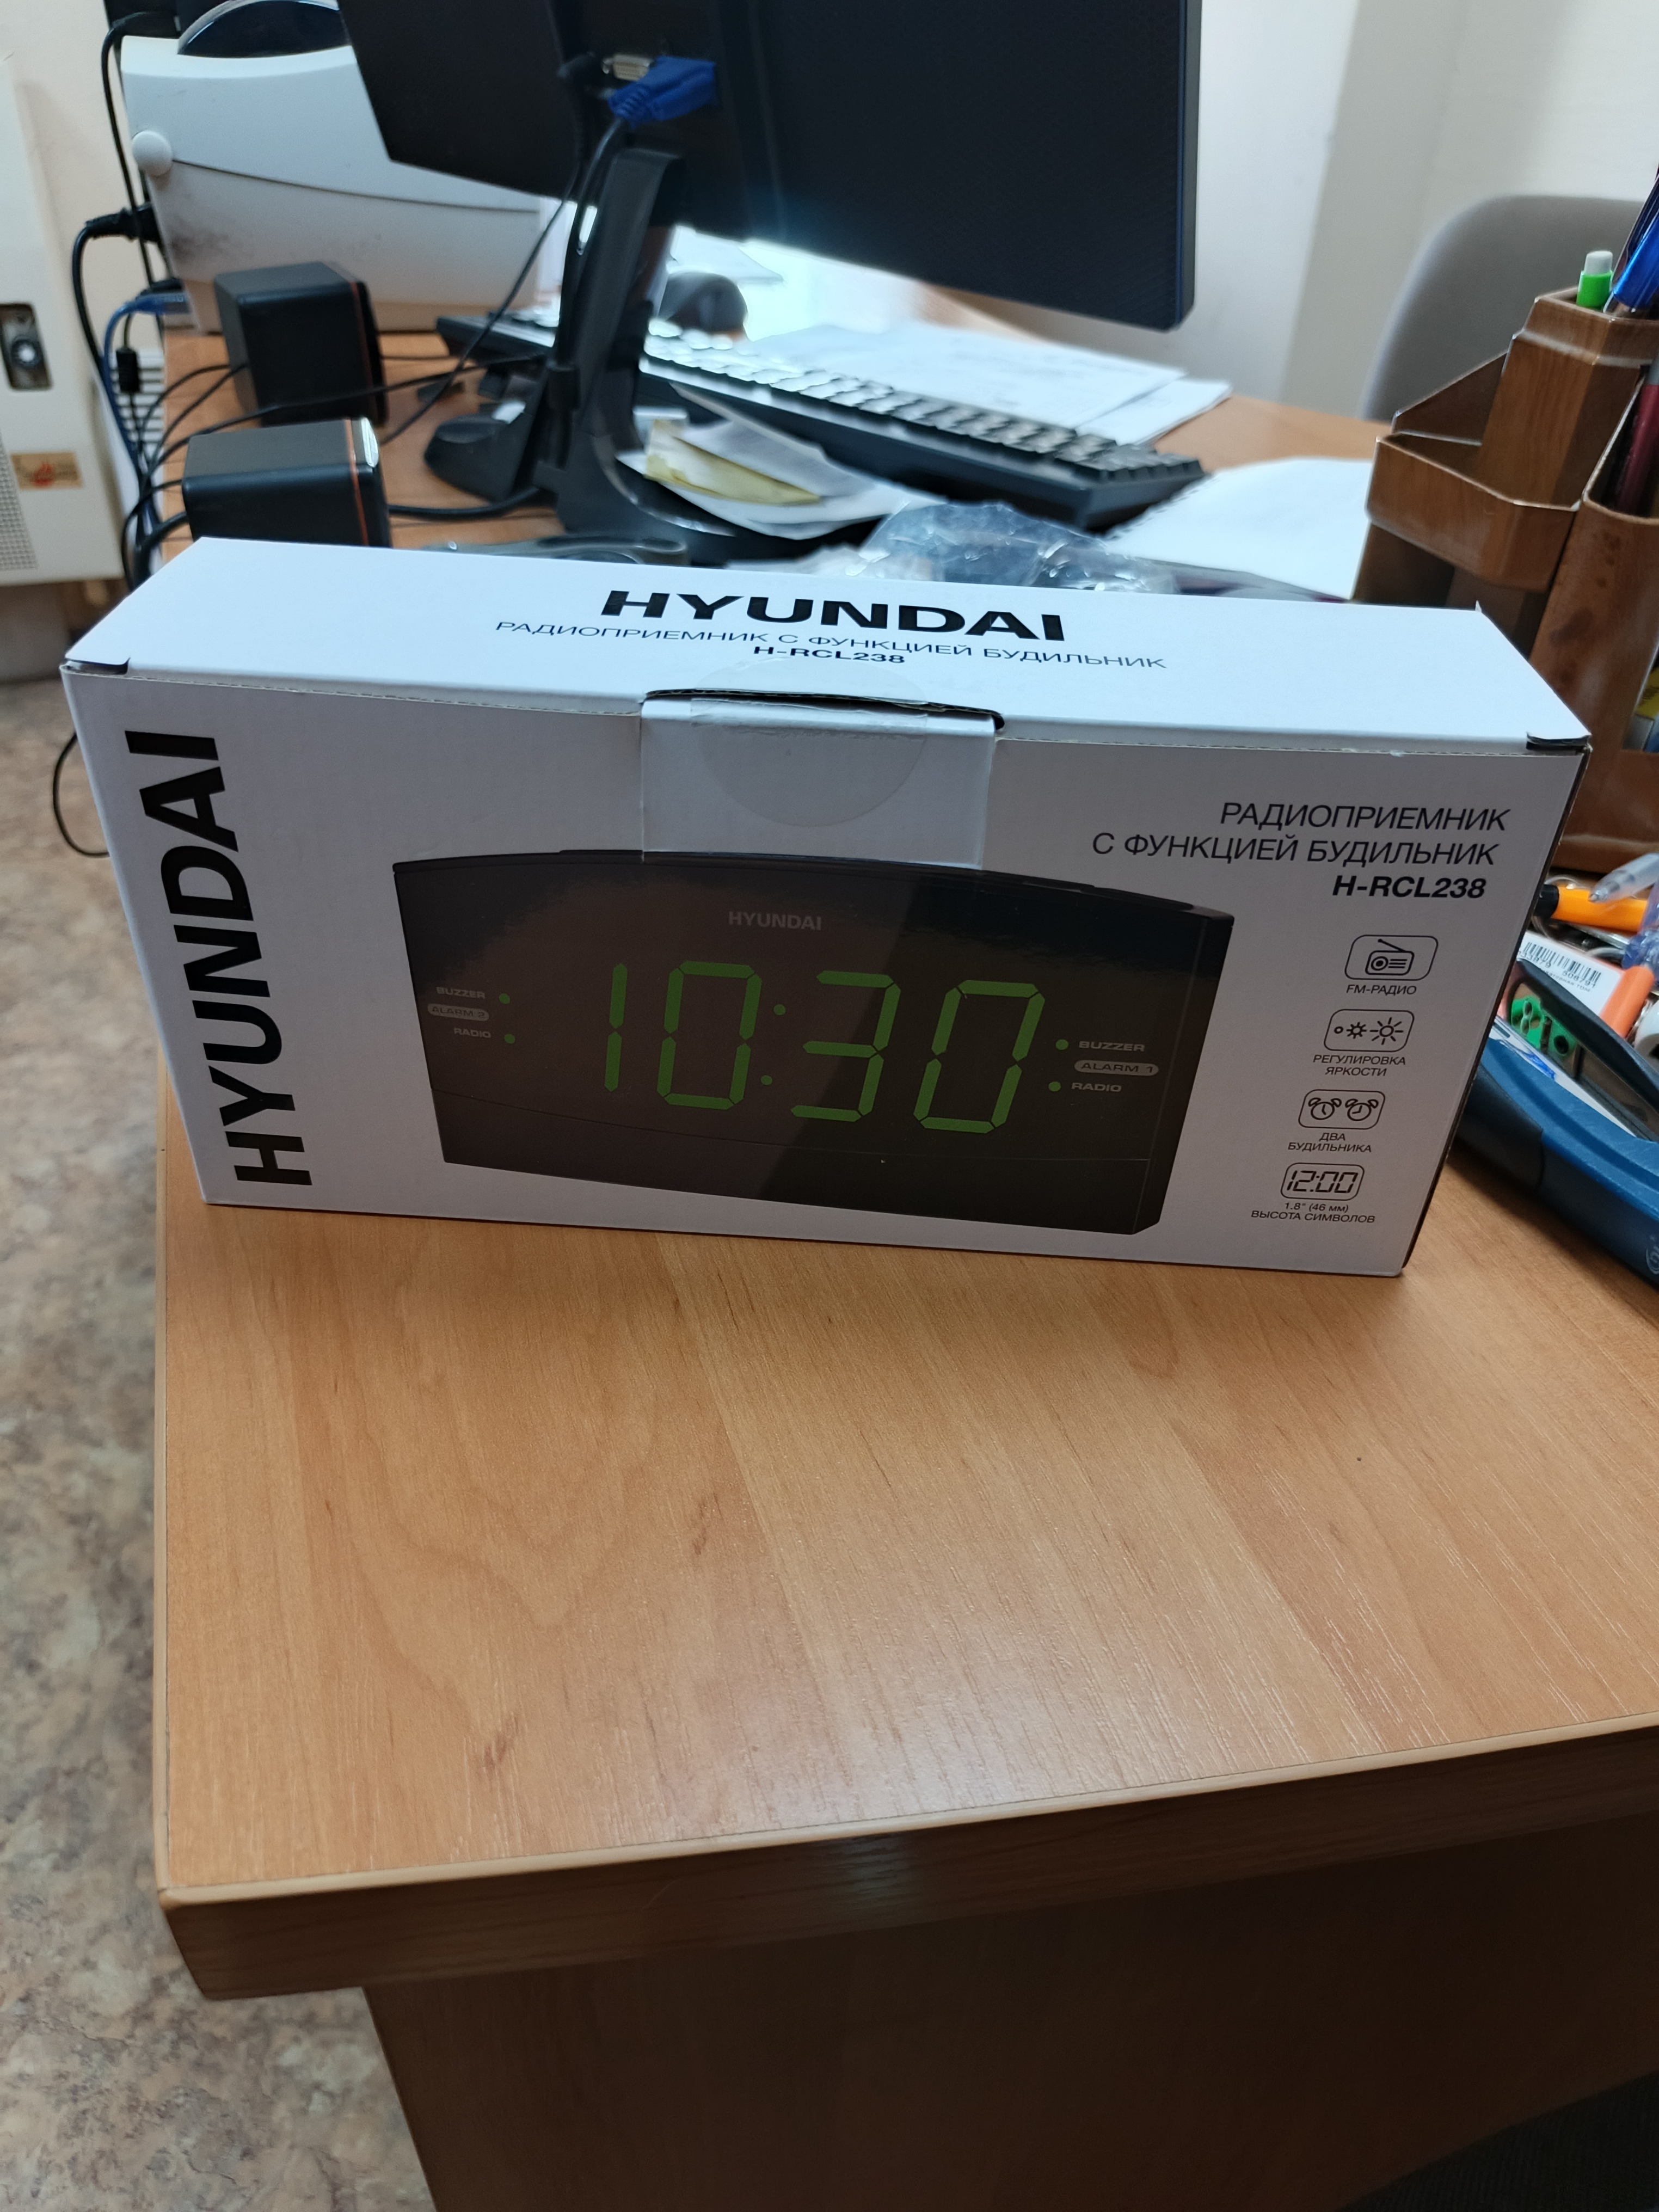 HYUNDAI
РАДИОПРИЕМНИК С ФУНКЦИЕЙ БУДИЛЬНИК
H-RCL238
HYUNDAI
РАДИОПРИЕМНИК
С ФУНКЦИЕЙ БУДИЛЬНИК
H-RCL238
HYUNDAI
BUZZER
ALARM 2
RADIO
10:30
BUZZER
ALARM 1
RADIO
FM-РАДИО
РЕГУЛИРОВКА
ЯРКОСТИ
ДВА
БУДИЛЬНИКА
12:00
1.8" (46 мм)
ВЫСОТА СИМВОЛОВ